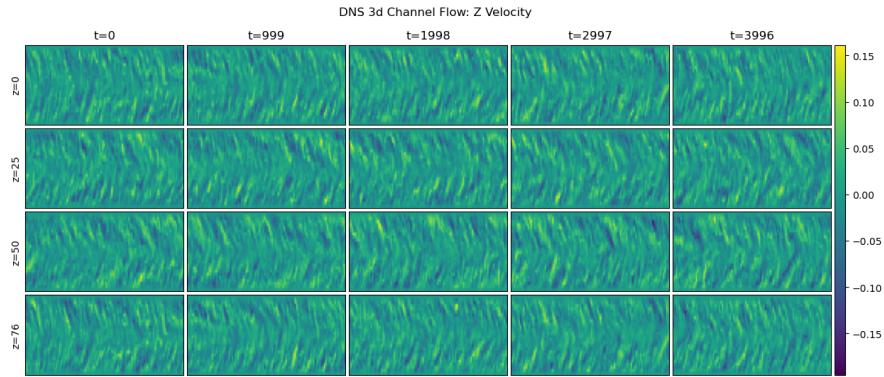 DNS 3d Channel Flow: Z Velocity
t=0 t=999 t=1998 t=2997 t=3996
z=0
z=25
z=50
z=76
0.15
0.10
0.05
0.00
−0.05
−0.10
−0.15